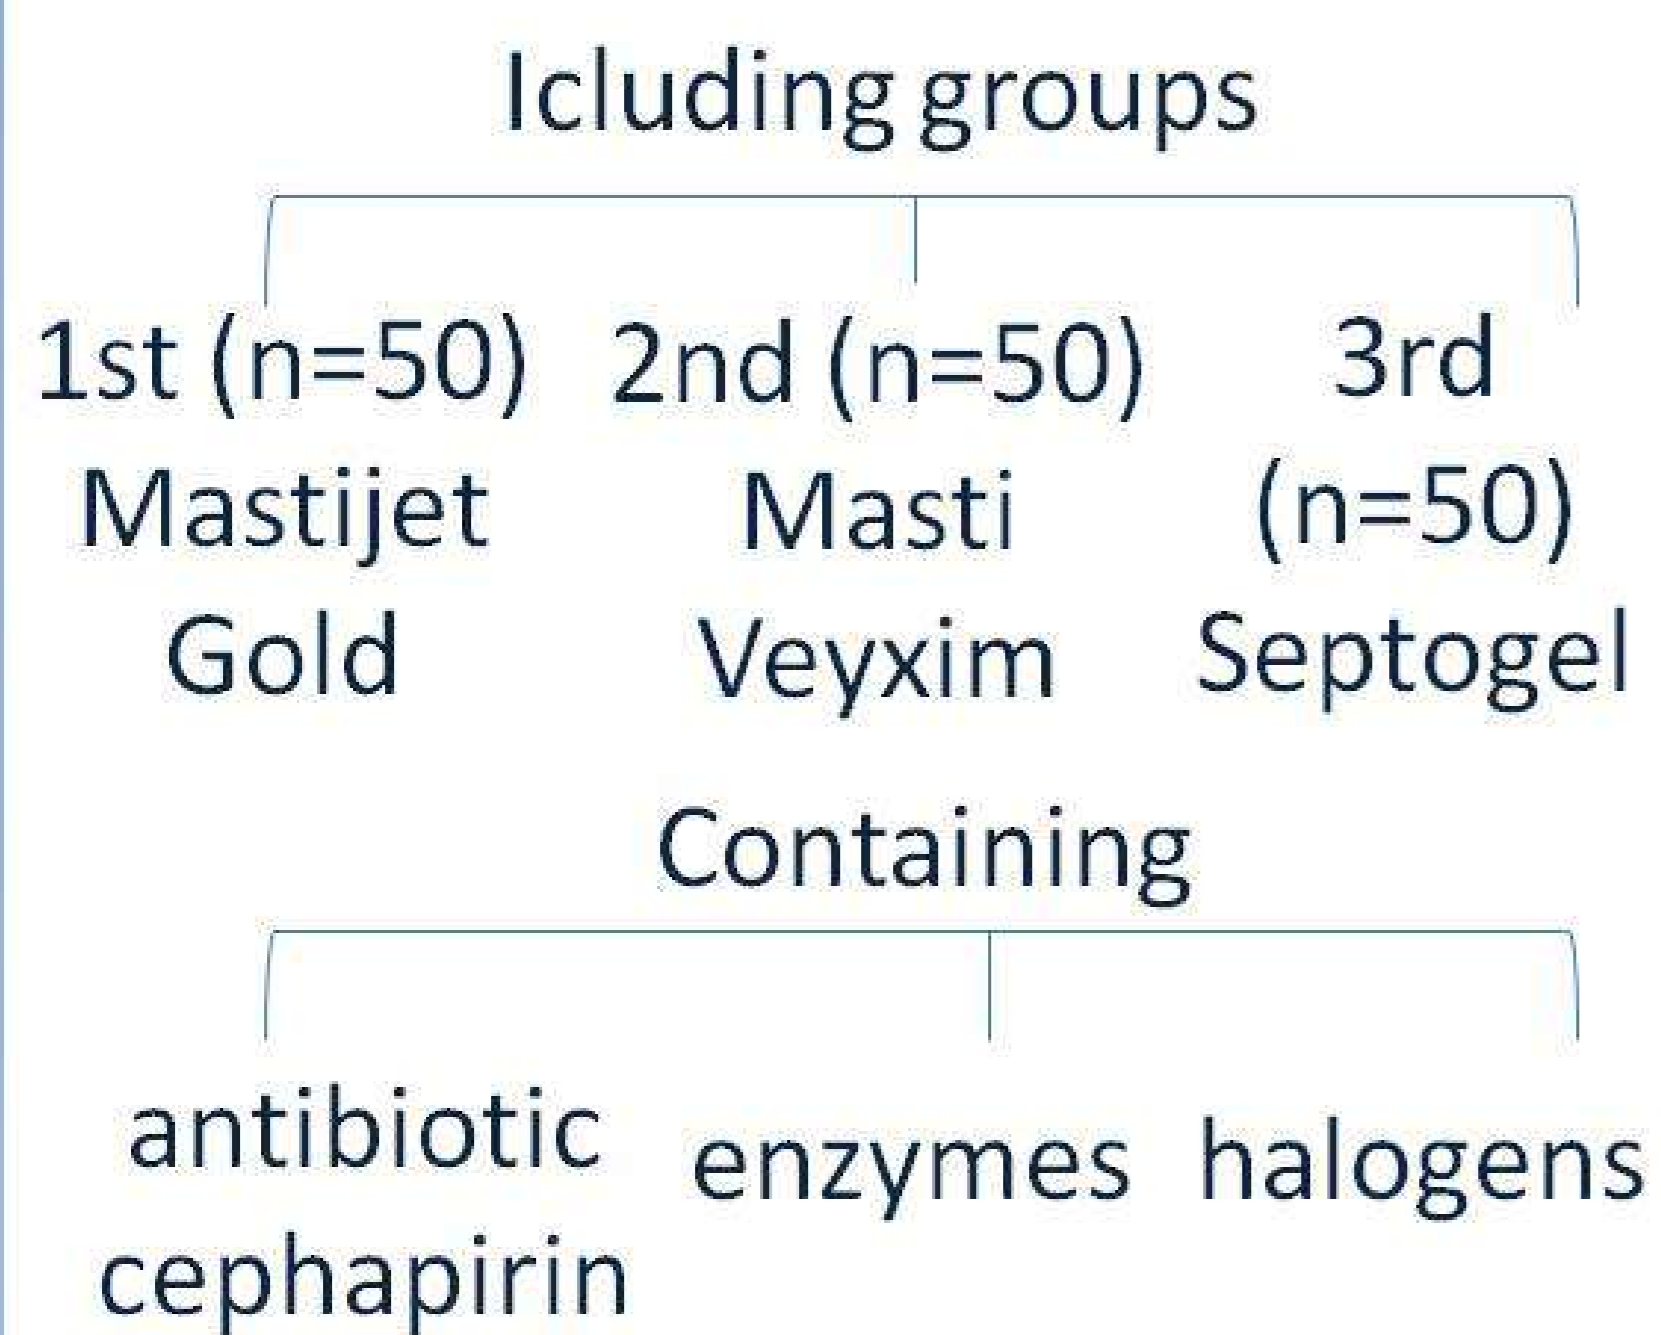 Icluding groups
1st (n=50) 2nd (n=50) 3rd
Mastijet Masti (n=50)
Gold Veyxim Septogel
Containing
antibiotic enzymes halogens
cephapirin